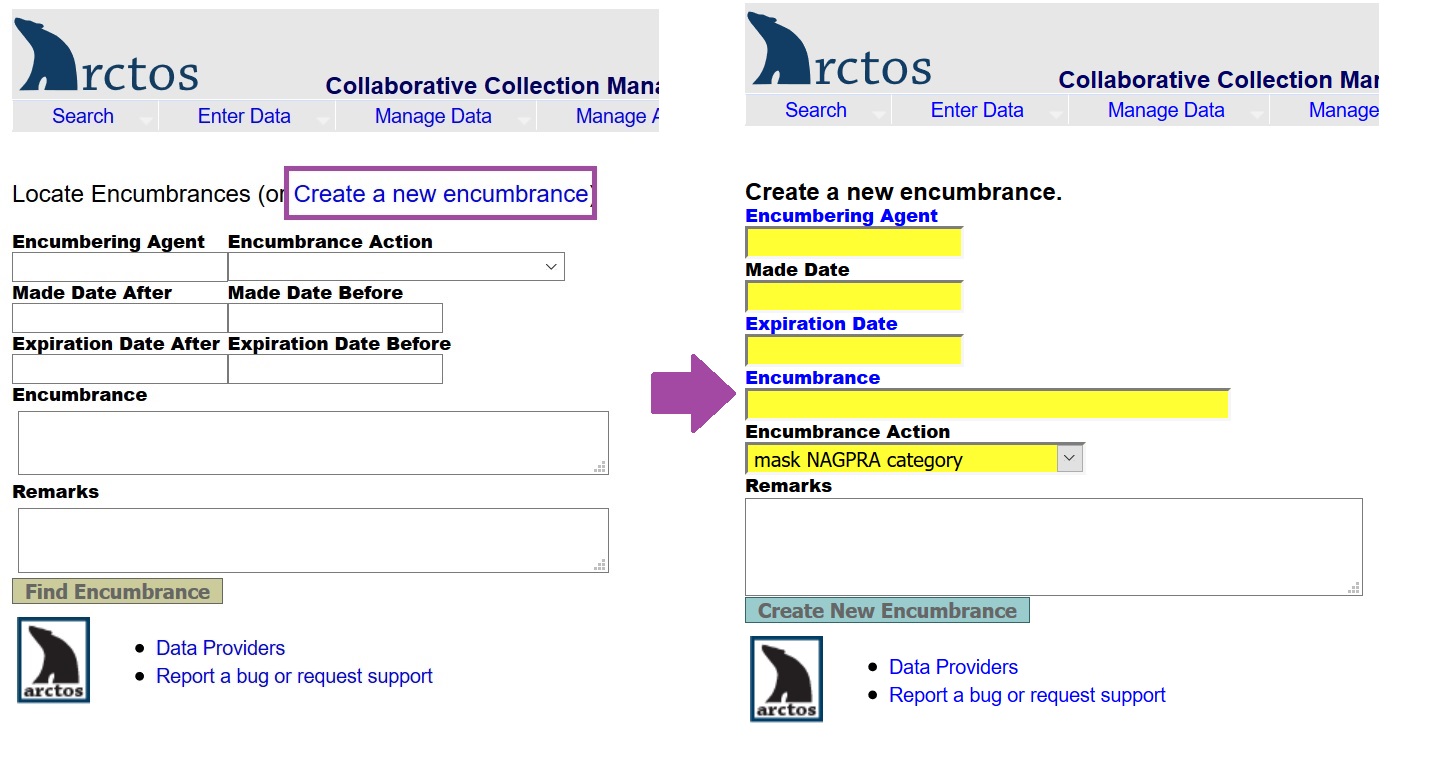 arctos
Collaborative Collection Mana
Search Enter Data Manage Data Manage A
Locate Encumbrances (or Create a new encumbrance)
Encumbering Agent Encumbrance Action
Made Date After Made Date Before
Expiration Date After Expiration Date Before
Encumbrance
Remarks
Find Encumbrance
arctos
Data Providers
Report a bug or request support
arctos
Collaborative Collection Mar
Search Enter Data Manage Data Manage
Create a new encumbrance.
Encumbering Agent
Made Date
Expiration Date
Encumbrance
Encumbrance Action
mask NAGPRA category
Remarks
Create New Encumbrance
arctos
Data Providers
Report a bug or request support